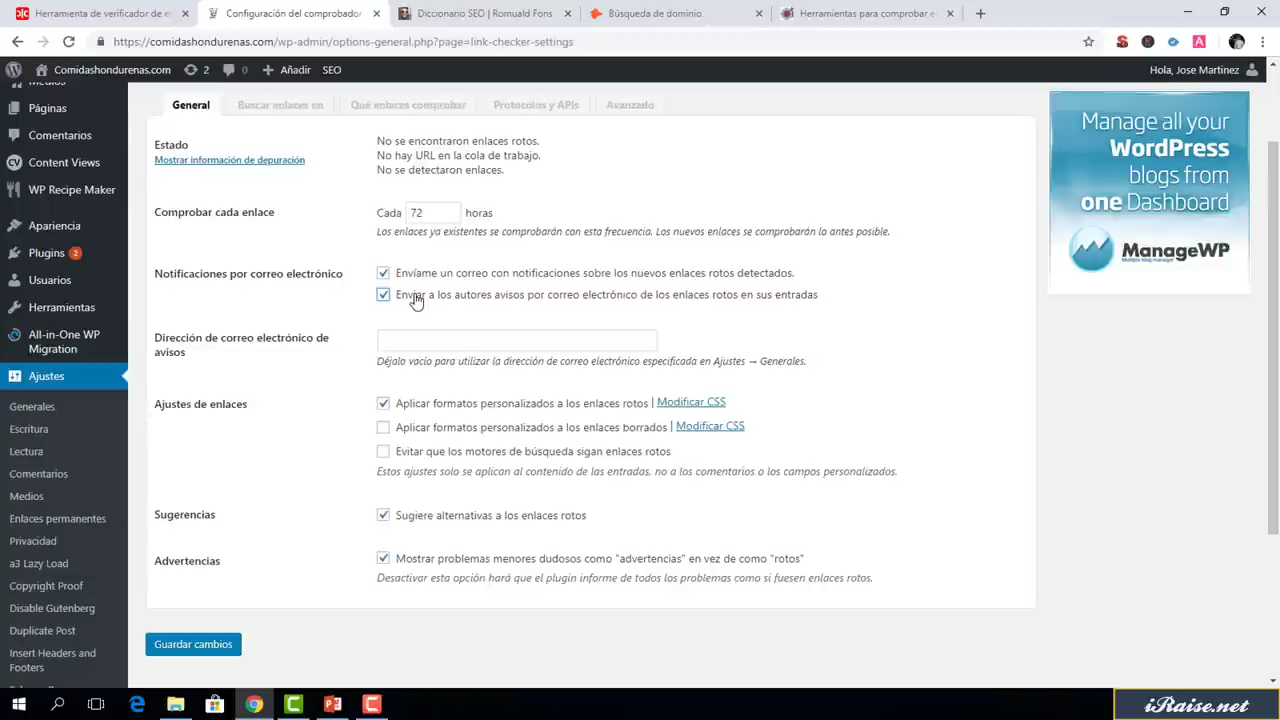 Herramienta de verificador de e
Configuración del comprobador
Diccionario SEO | Romuald Fons
Búsqueda de dominio.
Herramientas para comprobar e
https://comidashondurenas.com/wp-admin/options-general.php?page=link-checker-settings
Comidashondurenas.com
2
0
Añadir
SEO
Hola, Jose Martinez
Medios
Páginas
Comentarios
Content Views
WP Recipe Maker
Apariencia
Plugins 2
Usuarios
Herramientas
All-in-One WP
Migration
Ajustes
Generales
Escritura
Lectura
Comentarios
Medios
Enlaces permanentes
Privacidad
a3 Lazy Load
Copyright Proof
Disable Gutenberg
Duplicate Post
Insert Headers and
Footers
General
Buscar enlaces en
Qué enlaces comprobar
Protocolos y APIs
Avanzado
Estado
Mostrar información de depuración
No se encontraron enlaces rotos.
No hay URL en la cola de trabajo.
No se detectaron enlaces.
Comprobar cada enlace
Cada 72 horas
Los enlaces ya existentes se comprobarán con esta frecuencia. Los nuevos enlaces se comprobarán lo antes posible.
Notificaciones por correo electrónico
Envíame un correo con notificaciones sobre los nuevos enlaces rotos detectados.
Enviar a los autores avisos por correo electrónico de los enlaces rotos en sus entradas
Dirección de correo electrónico de
avisos
Déjalo vacío para utilizar la dirección de correo electrónico especificada en Ajustes → Generales.
Ajustes de enlaces
Aplicar formatos personalizados a los enlaces rotos | Modificar CSS
Aplicar formatos personalizados a los enlaces borrados | Modificar CSS
Evitar que los motores de búsqueda sigan enlaces rotos
Estos ajustes solo se aplican al contenido de las entradas, no a los comentarios o los campos personalizados.
Sugerencias
Sugiere alternativas a los enlaces rotos
Advertencias
Mostrar problemas menores dudosos como "advertencias" en vez de como "rotos"
Desactivar esta opción hará que el plugin informe de todos los problemas como si fuesen enlaces rotos.
Guardar cambios
Manage all your
WordPress
blogs from
one Dashboard
ManageWP
Multiple blog manager
iRaise.net